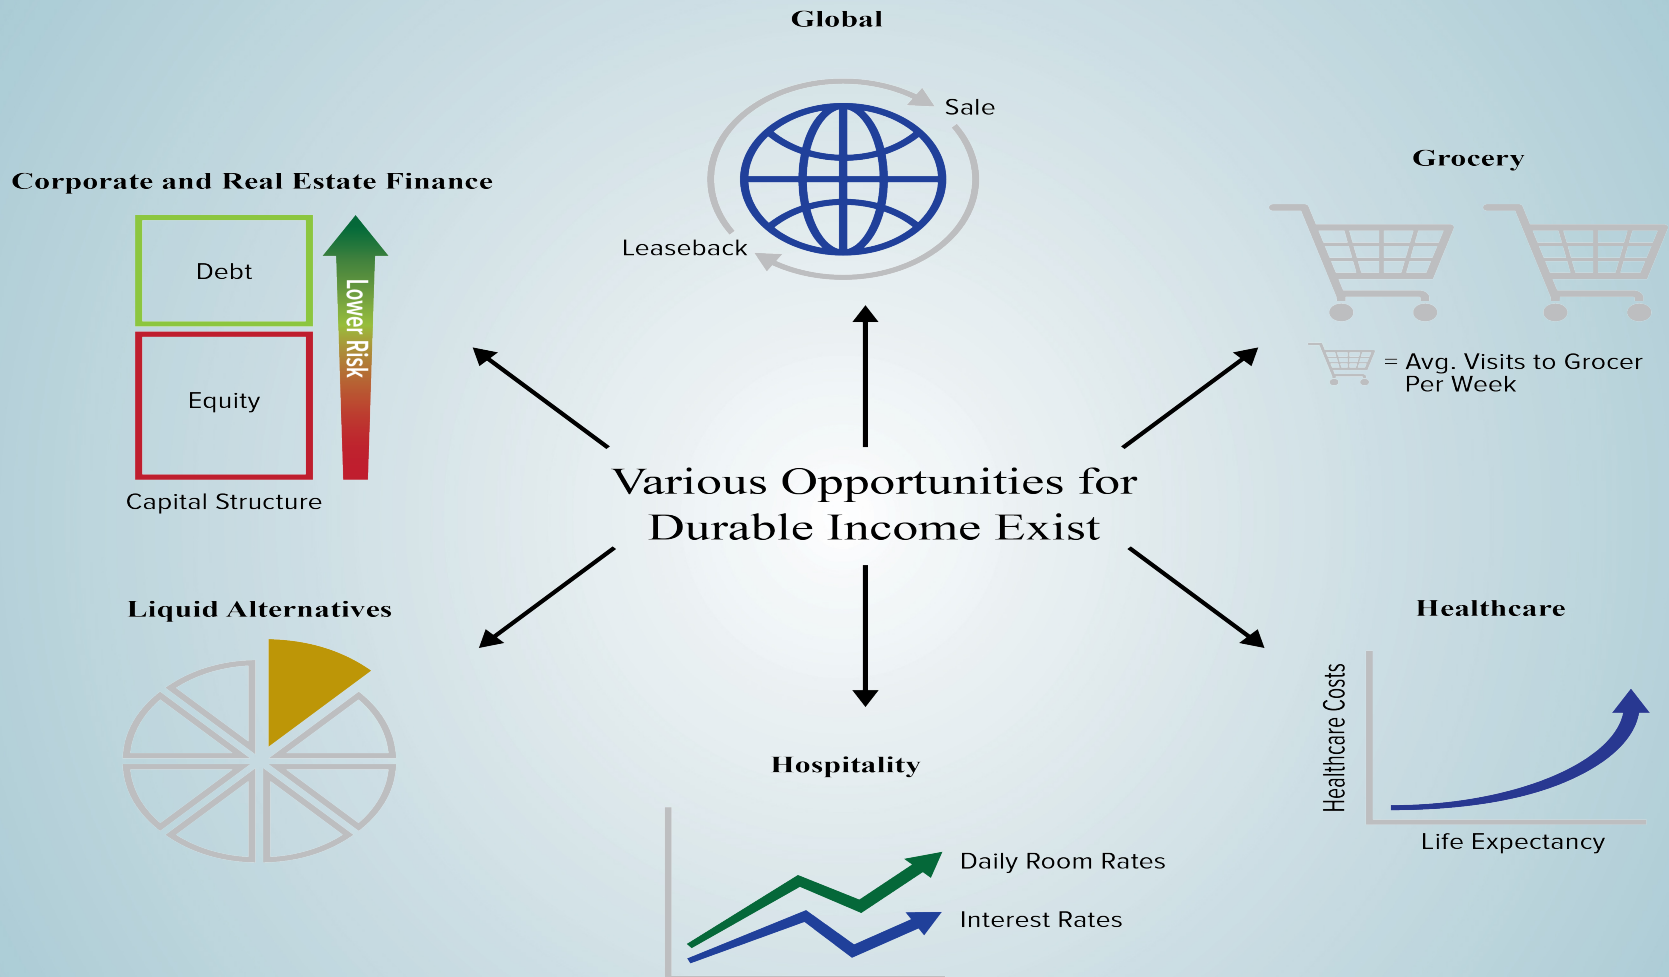 Global
Sale
Leaseback
Corporate and Real Estate Finance
Debt
Equity
Lower Risk
Capital Structure
Grocery
= Avg. Visits to Grocer
Per Week
Various Opportunities for
Durable Income Exist
Liquid Alternatives
Healthcare
Healthcare Costs
Life Expectancy
Hospitality
Daily Room Rates
Interest Rates